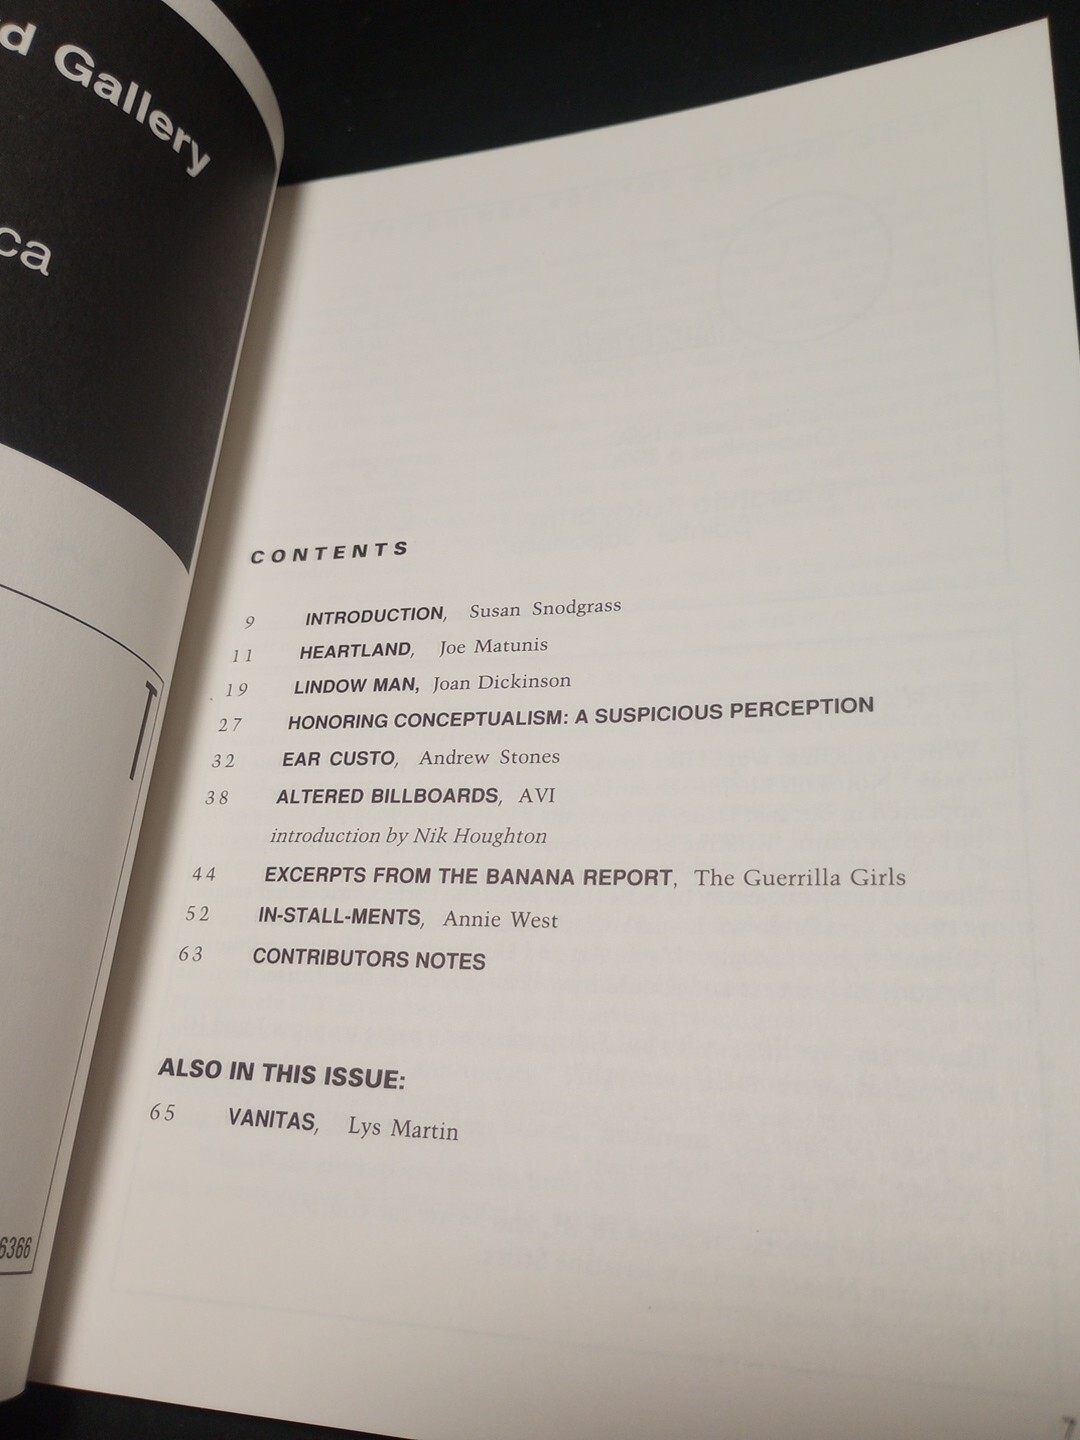 d Gallery
ca
6366
CONTENTS
9 INTRODUCTION, Susan Snodgrass
11 HEARTLAND, Joe Matunis
19 LINDOW MAN, Joan Dickinson
27 HONORING CONCEPTUALISM: A SUSPICIOUS PERCEPTION
32 EAR CUSTO, Andrew Stones
38 ALTERED BILLBOARDS, AVI
introduction by Nik Houghton
44 EXCERPTS FROM THE BANANA REPORT, The Guerrilla Girls
52 IN-STALL-MENTS, Annie West
63 CONTRIBUTORS NOTES
ALSO IN THIS ISSUE:
65 VANITAS, Lys Martin
7